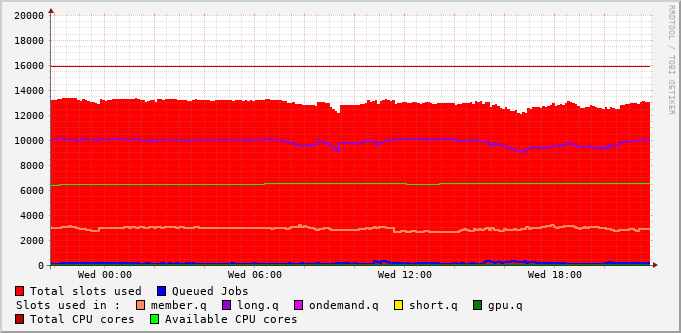 20000
18000
16000
14000
12000
10000
8000
6000
4000
2000
0
Wed 00:00 Wed 06:00 Wed 12:00 Wed 18:00
RRDTOOL / TOBI OETIKER
Total slots used Queued Jobs
Slots used in : member.q long.q ondemand.q short.q gpu.q
Total CPU cores Available CPU cores